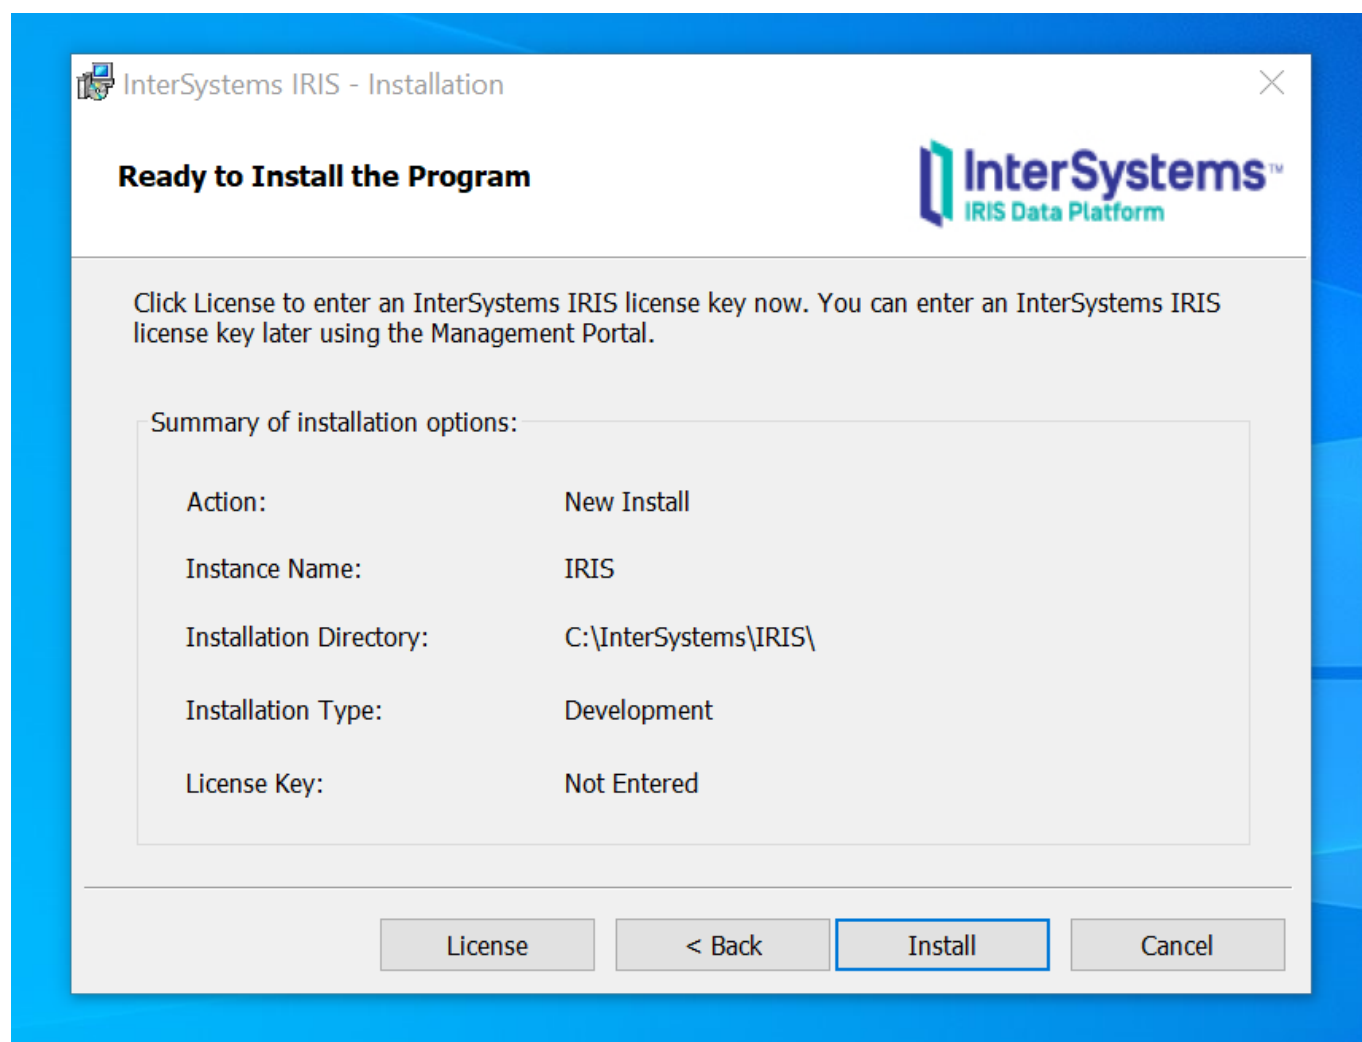 InterSystems IRIS - Installation
Ready to Install the Program
InterSystems™
IRIS Data Platform
Click License to enter an InterSystems IRIS license key now. You can enter an InterSystems IRIS
license key later using the Management Portal.
Summary of installation options:
Action: New Install
Instance Name: IRIS
Installation Directory: C:\InterSystems\IRIS\
Installation Type: Development
License Key: Not Entered
License < Back Install Cancel